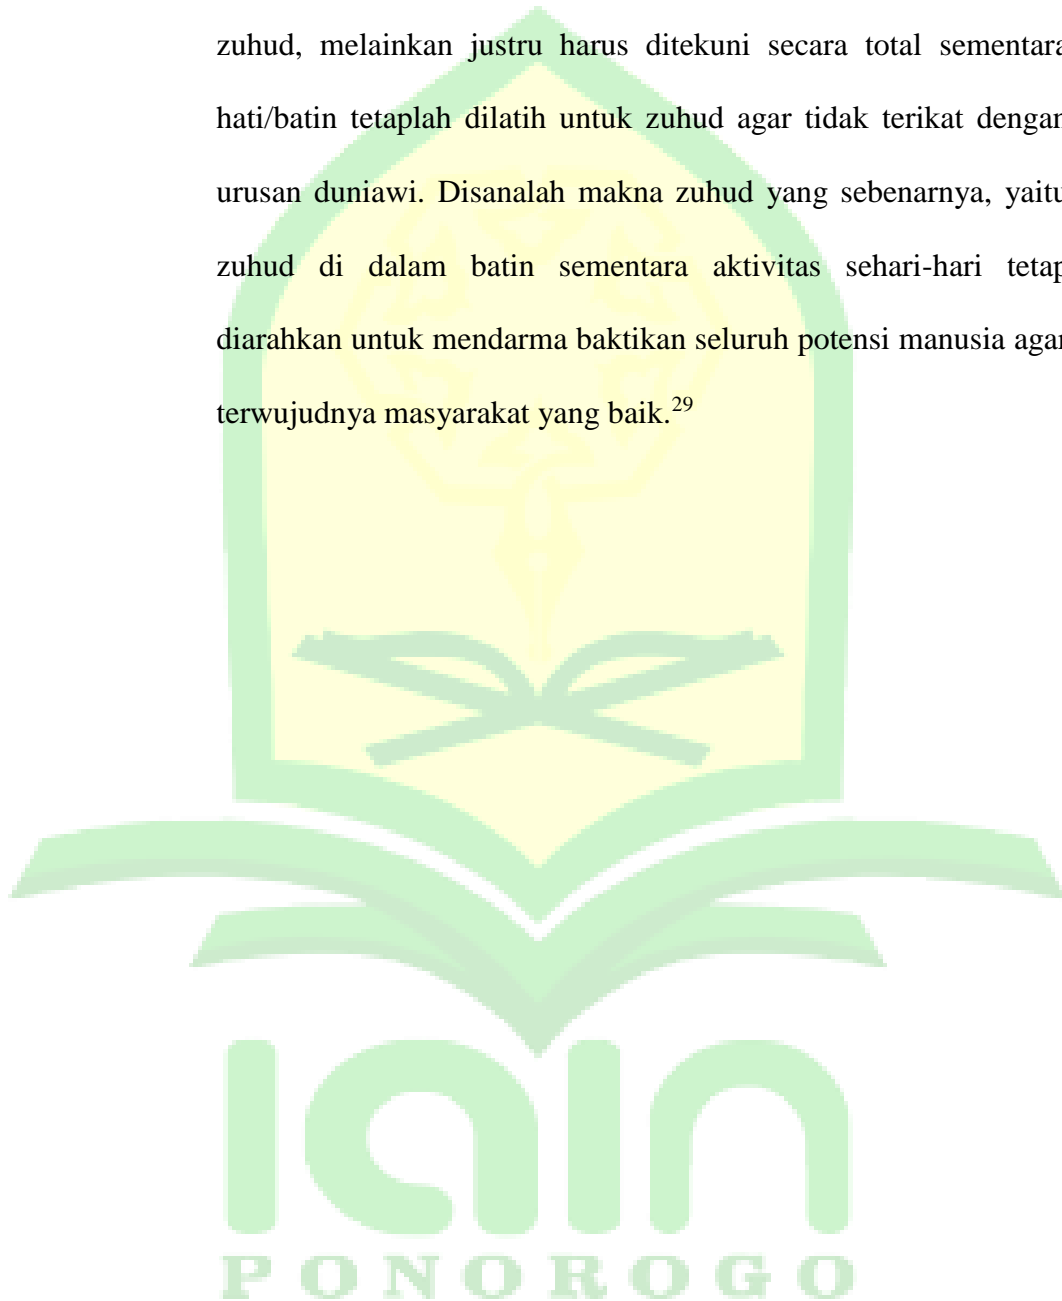 zuhud, melainkan justru harus ditekuni secara total sementara
hati/batin tetaplah dilatih untuk zuhud agar tidak terikat dengan
urusan duniawi. Disanalah makna zuhud yang sebenarnya, yaitu
zuhud di dalam batin sementara aktivitas sehari-hari tetap
diarahkan untuk mendarma baktikan seluruh potensi manusia agar
terwujudnya masyarakat yang baik.29
IAIN
PONOROGO